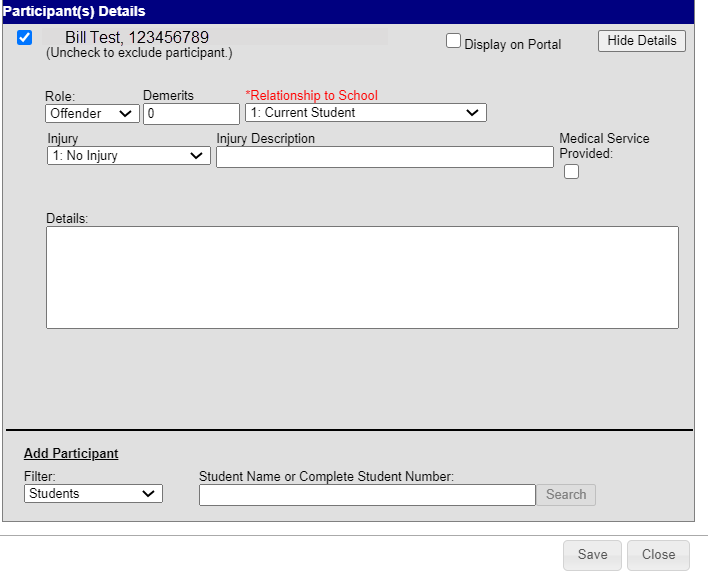 Participant(s) Details
Bill Test, 123456789
(Uncheck to exclude participant.)
Display on Portal
Hide Details
Role:
Demerits
*Relationship to School
Offender
0
1: Current Student
Injury
Injury Description
Medical Service
Provided:
1: No Injury
Details:
Add Participant
Filter:
Student Name or Complete Student Number:
Students
Search
Save
Close